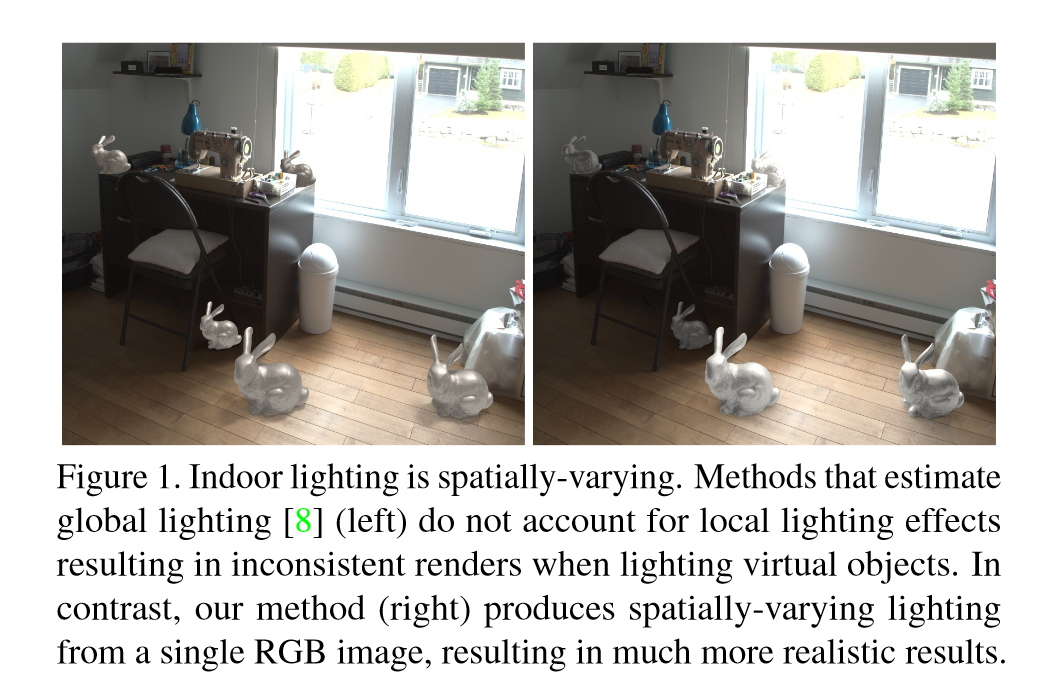 Figure 1. Indoor lighting is spatially-varying. Methods that estimate
global lighting [8] (left) do not account for local lighting effects
resulting in inconsistent renders when lighting virtual objects. In
contrast, our method (right) produces spatially-varying lighting
from a single RGB image, resulting in much more realistic results.